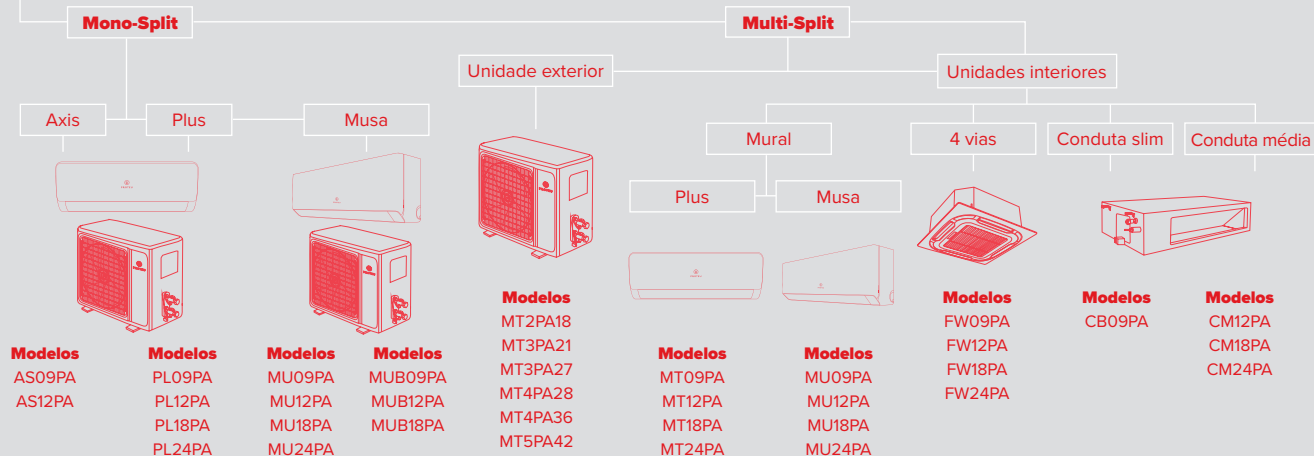 Mono-Split
Multi-Split
Unidade exterior
Unidades interiores
Axis
Plus
Musa
Mural
4 vias
Conduta slim
Conduta média
Plus
Musa
Modelos
AS09PA
AS12PA
Modelos
PL09PA
PL12PA
PL18PA
PL24PA
Modelos
MU09PA
MU12PA
MU18PA
MU24PA
Modelos
MUB09PA
MUB12PA
MUB18PA
Modelos
MT2PA18
MT3PA21
MT3PA27
MT4PA28
MT4PA36
MT5PA42
Modelos
MT09PA
MT12PA
MT18PA
MT24PA
Modelos
MU09PA
MU12PA
MU18PA
MU24PA
Modelos
FW09PA
FW12PA
FW18PA
FW24PA
Modelos
CB09PA
Modelos
CM12PA
CM18PA
CM24PA